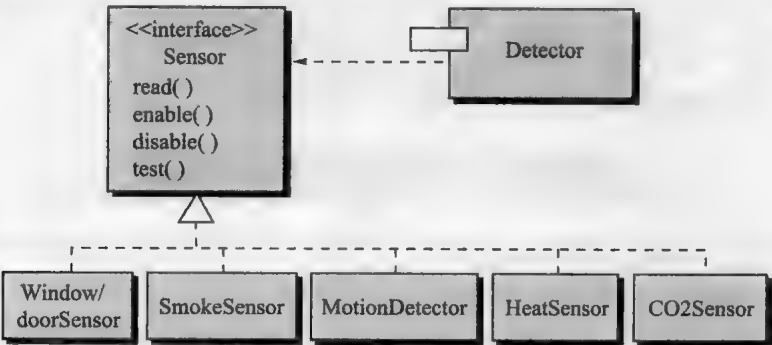 <<interface>>
Sensor
read( )
enable( )
disable( )
test( )
Detector
Window/
doorSensor
SmokeSensor
MotionDetector
HeatSensor
CO2Sensor